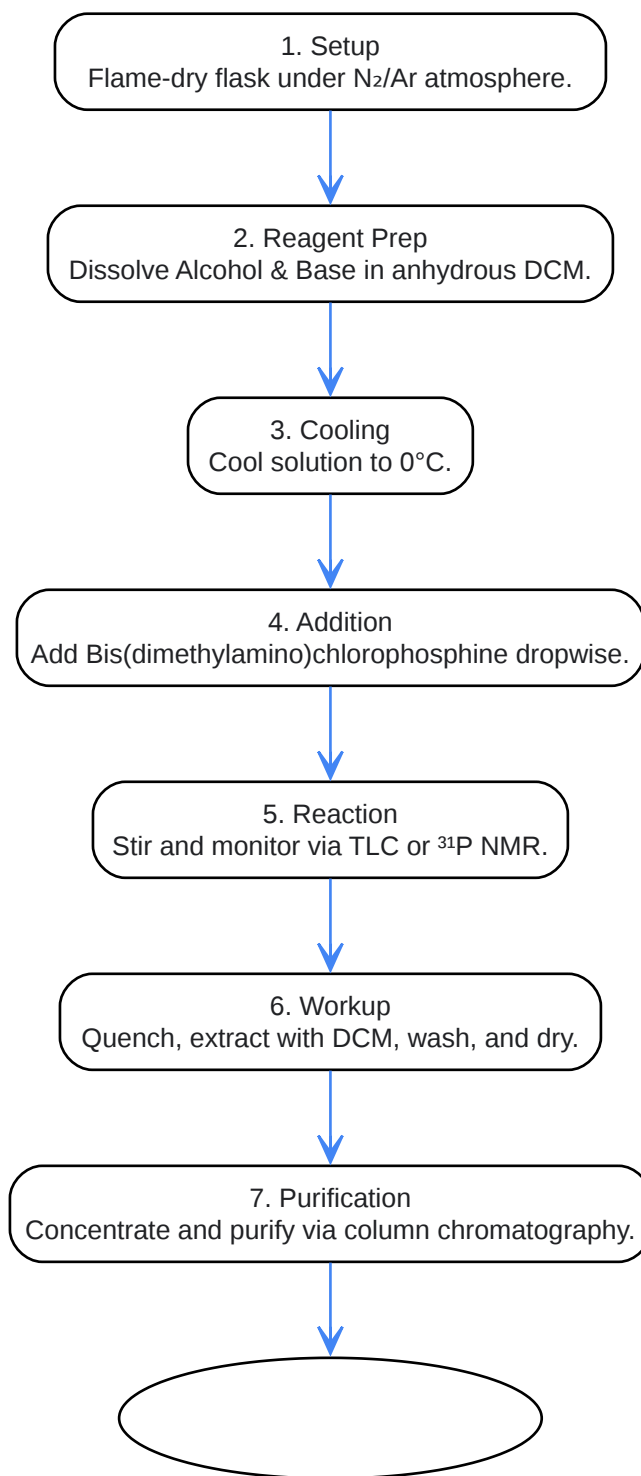 1. Setup
Flame-dry flask under N₂/Ar atmosphere.
2. Reagent Prep
Dissolve Alcohol & Base in anhydrous DCM.
3. Cooling
Cool solution to 0°C.
4. Addition
Add Bis(dimethylamino)chlorophosphine dropwise.
5. Reaction
Stir and monitor via TLC or ³¹P NMR.
6. Workup
Quench, extract with DCM, wash, and dry.
7. Purification
Concentrate and purify via column chromatography.